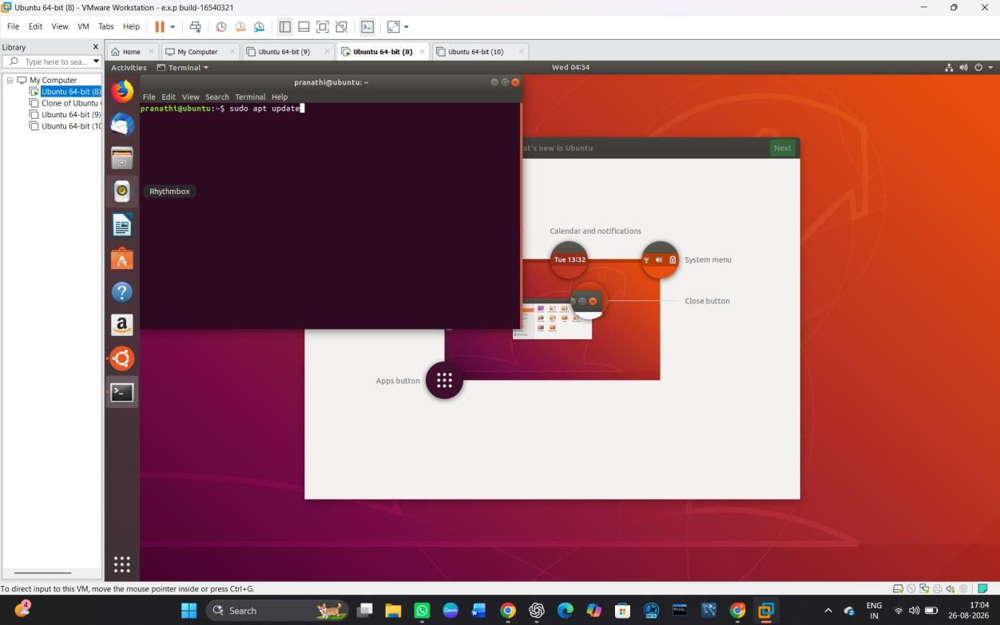 Ubuntu 64-bit (8) - VMware Workstation - e.x.p build-16540321
File Edit View VM Tabs Help
Library
Type here to sea...
Home
My Computer
Ubuntu 64-bit (9)
Ubuntu 64-bit (8)
Ubuntu 64-bit (10)
My Computer
Ubuntu 64-bit (8)
Clone of Ubuntu
Ubuntu 64-bit (9)
Ubuntu 64-bit (10
Activities
Terminal
Wed 04:34
pranathi@ubuntu: ~
File Edit View Search Terminal Help
pranathi@ubuntu:~$ sudo apt update
at's new in Ubuntu
Next
Rhythmbox
Calendar and notifications
Tue 13:32
System menu
Close button
Apps button
To direct input to this VM, move the mouse pointer inside or press Ctrl+G.
4
Search
ENG
IN
17:04
26-08-2026